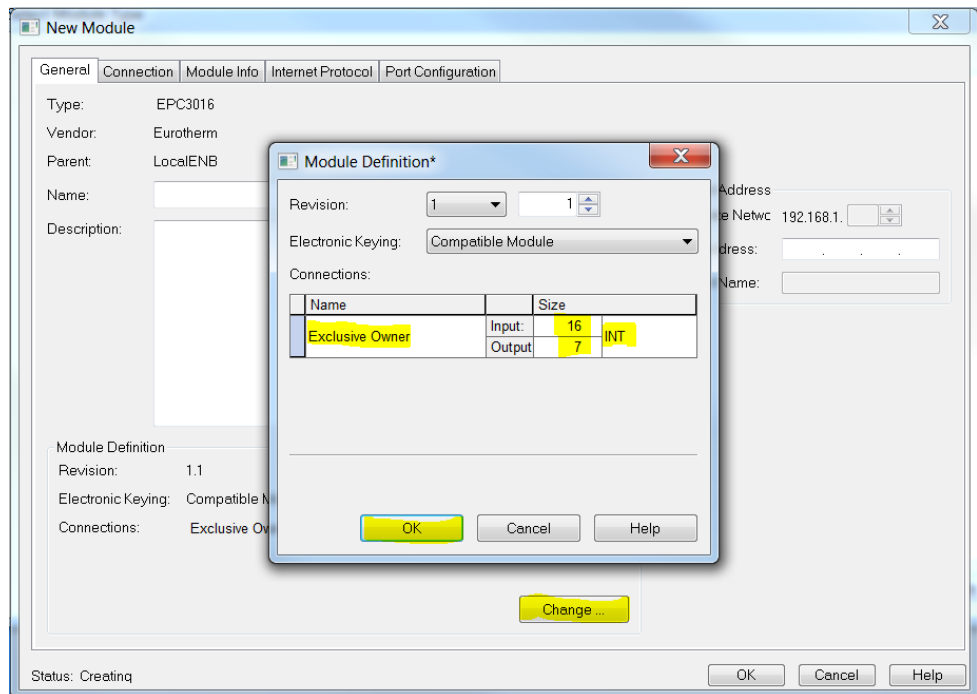 New Module
General Connection Module Info Internet Protocol Port Configuration
Type: EPC3016
Vendor: Eurotherm
Parent: LocalENB
Name:
Description:
Address
Netwc 192.168.1.
Name:
Module Definition*
Revision: 1 1
Electronic Keying: Compatible Module
Connections:
Name Size
Exclusive Owner Input: 16 INT
Output 7
OK Cancel Help
Module Definition
Revision: 1.1
Electronic Keying: Compatible
Connections: Exclusive
Change ...
Status: Creating
OK Cancel Help